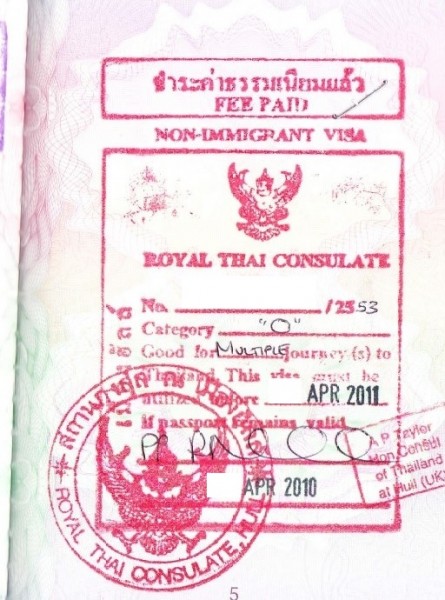 ชำระค่าธรรมเนียมแล้ว
FEE PAID
NON-IMMIGRANT VISA
ROYAL THAI CONSULATE
No. /2553
Category "O"
Good for MULTIPLE journey (s) to
Thailand This visa must be
utilized before APR 2011
If passport remains valid
APR 2010
ROYAL THAI CONSULATE, HULL
P Taylor
Hon Consul
of Thailand
at Hull (UK)
5